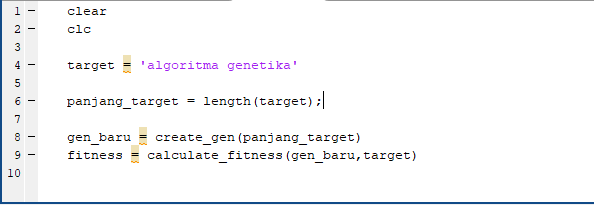 1 - clear
2 - clc
3
4 - target = 'algoritma genetika'
5
6 - panjang_target = length(target);
7
8 - gen_baru = create_gen(panjang_target)
9 - fitness = calculate_fitness(gen_baru,target)
10